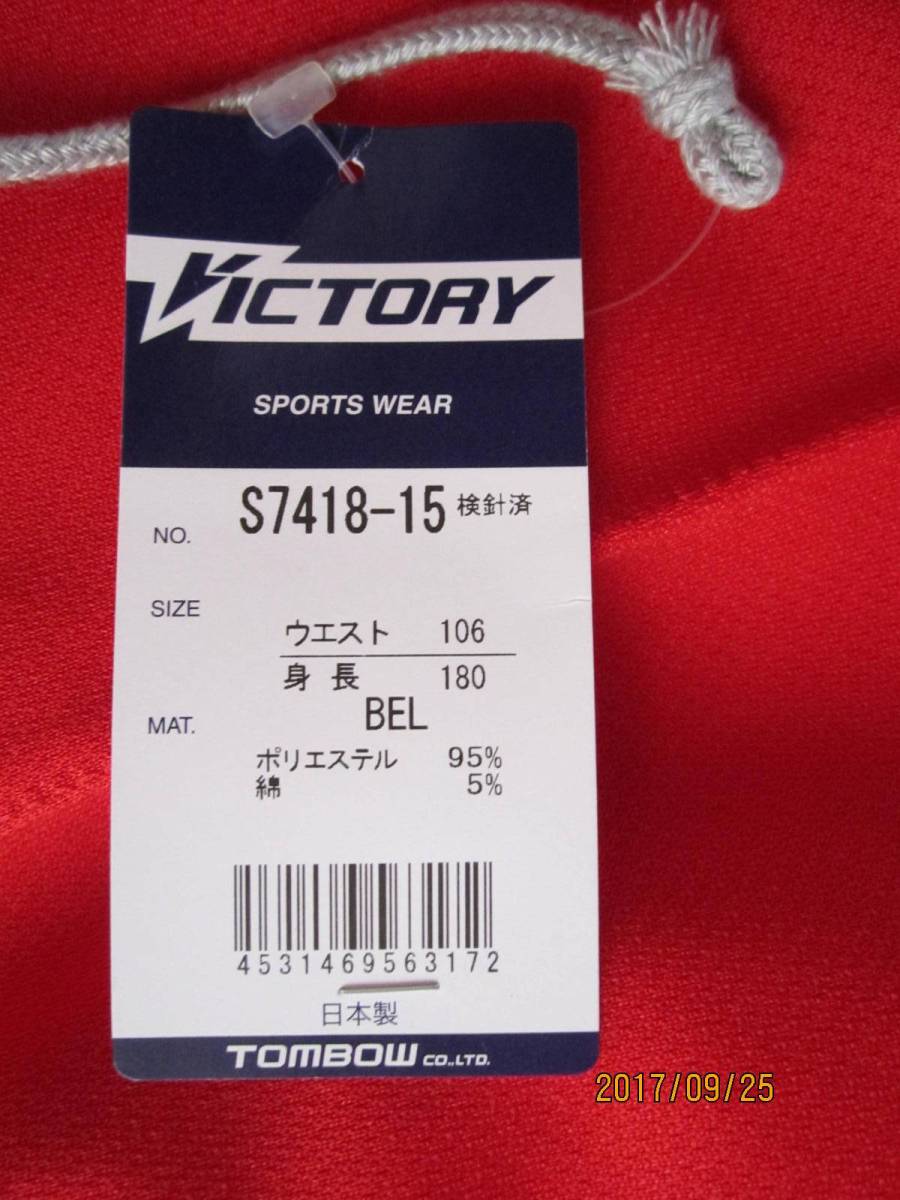 VICTORY
SPORTS WEAR
NO. S7418-15 検針済
SIZE
ウエスト 106
身長 180
MAT. BEL
ポリエステル 95%
綿 5%
4531469563172
日本製
TOMBOW CO.,LTD.
2017/09/25